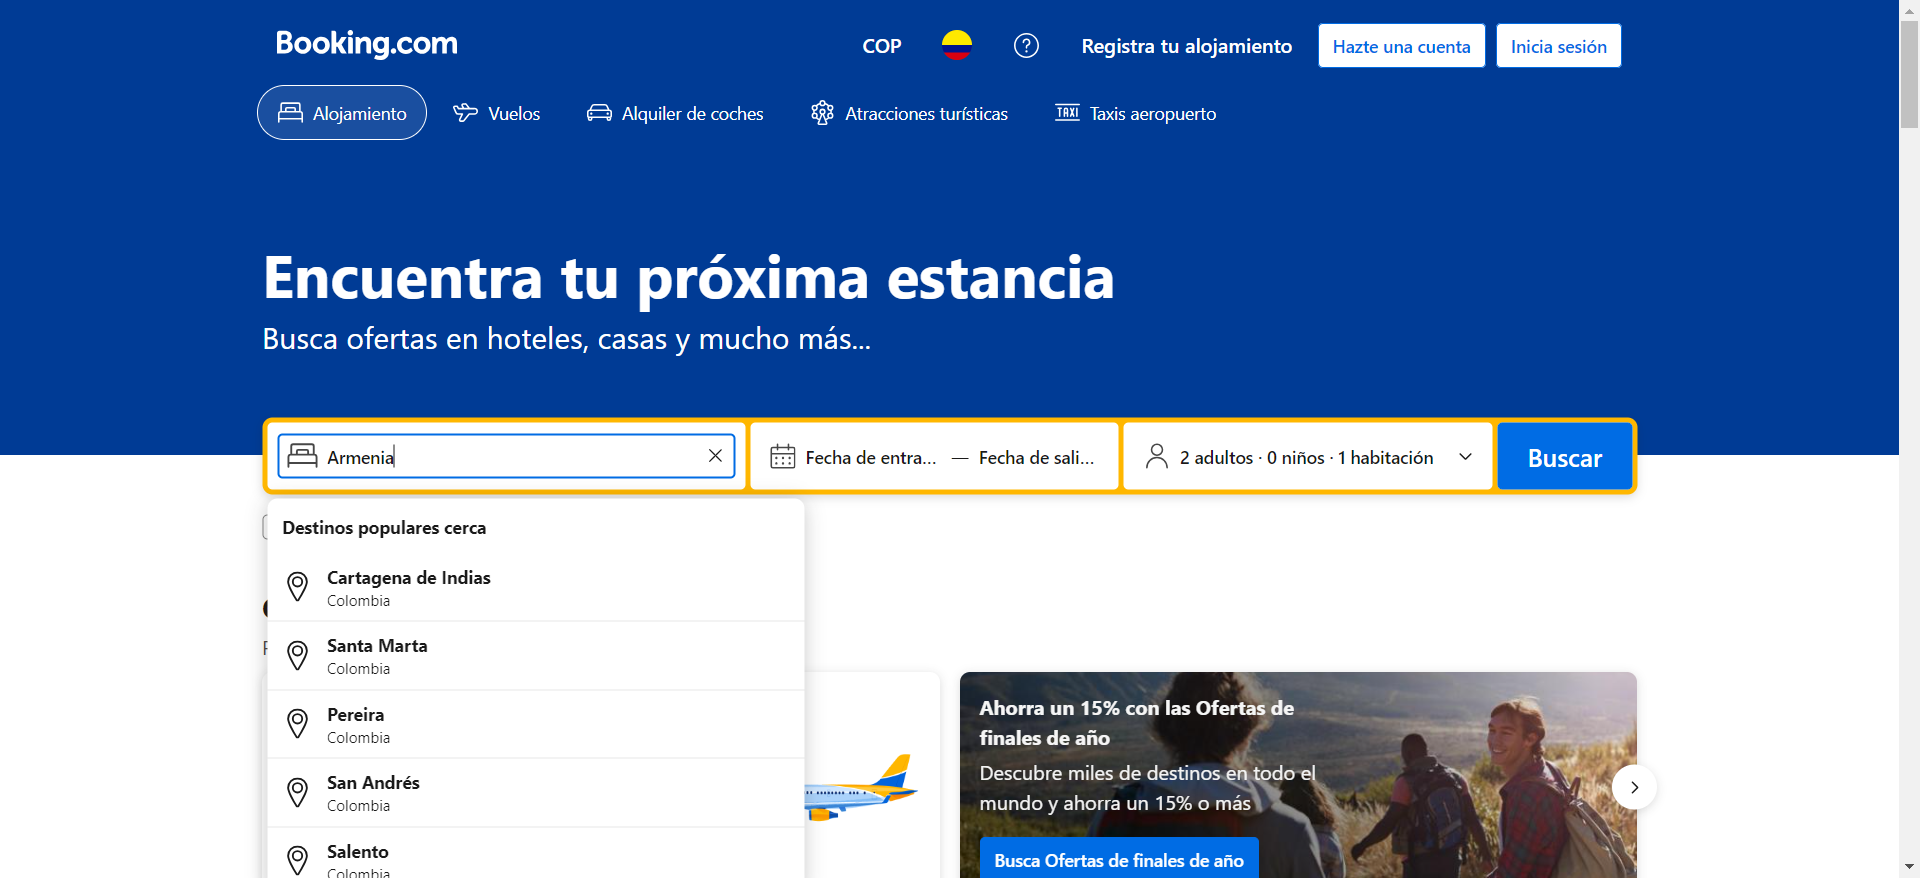 Booking.com
COP
Registra tu alojamiento
Hazte una cuenta
Inicia sesión
Alojamiento
Vuelos
Alquiler de coches
Atracciones turísticas
TAXI
Taxis aeropuerto
Encuentra tu próxima estancia
Busca ofertas en hoteles, casas y mucho más...
Armenia
Fecha de entra... — Fecha de sali...
2 adultos · 0 niños · 1 habitación
Buscar
Destinos populares cerca
Cartagena de Indias
Colombia
Santa Marta
Colombia
Pereira
Colombia
San Andrés
Colombia
Salento
Colombia
Ahorra un 15% con las Ofertas de
finales de año
Descubre miles de destinos en todo el
mundo y ahorra un 15% o más
Busca Ofertas de finales de año